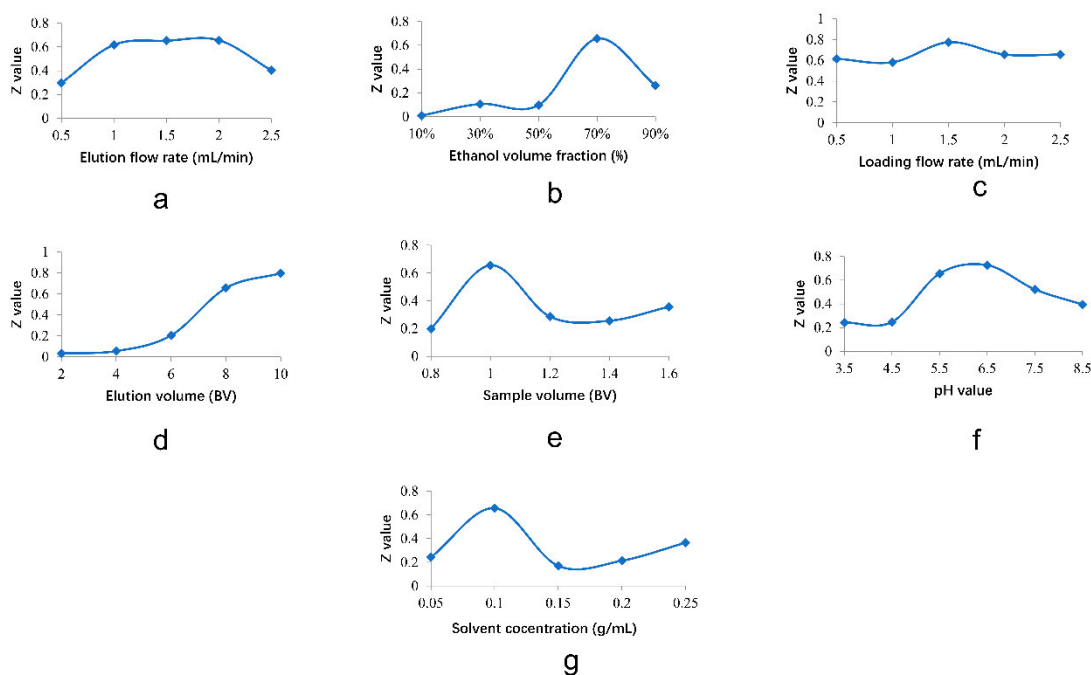 0.8
0.6
0.4
0.2
0
Z value
0.5 1 1.5 2 2.5
Elution flow rate (mL/min)
a
0.8
0.6
0.4
0.2
0
Z value
10% 30% 50% 70% 90%
Ethanol volume fraction (%)
b
1
0.8
0.6
0.4
0.2
0
Z value
0.5 1 1.5 2 2.5
Loading flow rate (mL/min)
c
1
0.8
0.6
0.4
0.2
0
Z value
2 4 6 8 10
Elution volume (BV)
d
0.8
0.6
0.4
0.2
0
Z value
0.8 1 1.2 1.4 1.6
Sample volume (BV)
e
0.8
0.6
0.4
0.2
0
Z value
3.5 4.5 5.5 6.5 7.5 8.5
pH value
f
0.8
0.6
0.4
0.2
0
Z value
0.05 0.1 0.15 0.2 0.25
Solvent cocentration (g/mL)
g